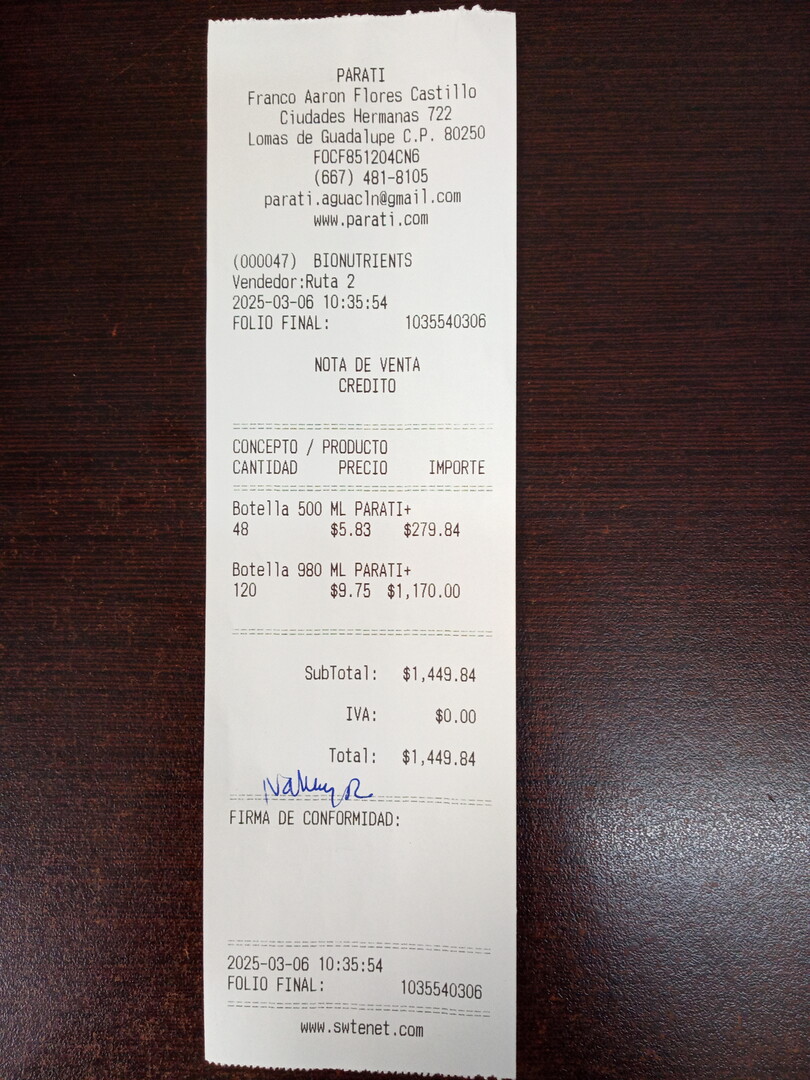 PARATI
Franco Aaron Flores Castillo
Ciudades Hermanas 722
Lomas de Guadalupe C.P. 80250
FOCF851204CN6
(667) 481-8105
parati.aguacln@gmail.com
www.parati.com
(000047) BIONUTRIENTS
Vendedor:Ruta 2
2025-03-06 10:35:54
FOLIO FINAL: 1035540306
NOTA DE VENTA
CREDITO
CONCEPTO / PRODUCTO
CANTIDAD PRECIO IMPORTE
Botella 500 ML PARATI+
48 $5.83 $279.84
Botella 980 ML PARATI+
120 $9.75 $1,170.00
SubTotal: $1,449.84
IVA: $0.00
Total: $1,449.84
FIRMA DE CONFORMIDAD:
2025-03-06 10:35:54
FOLIO FINAL: 1035540306
www.swtenet.com